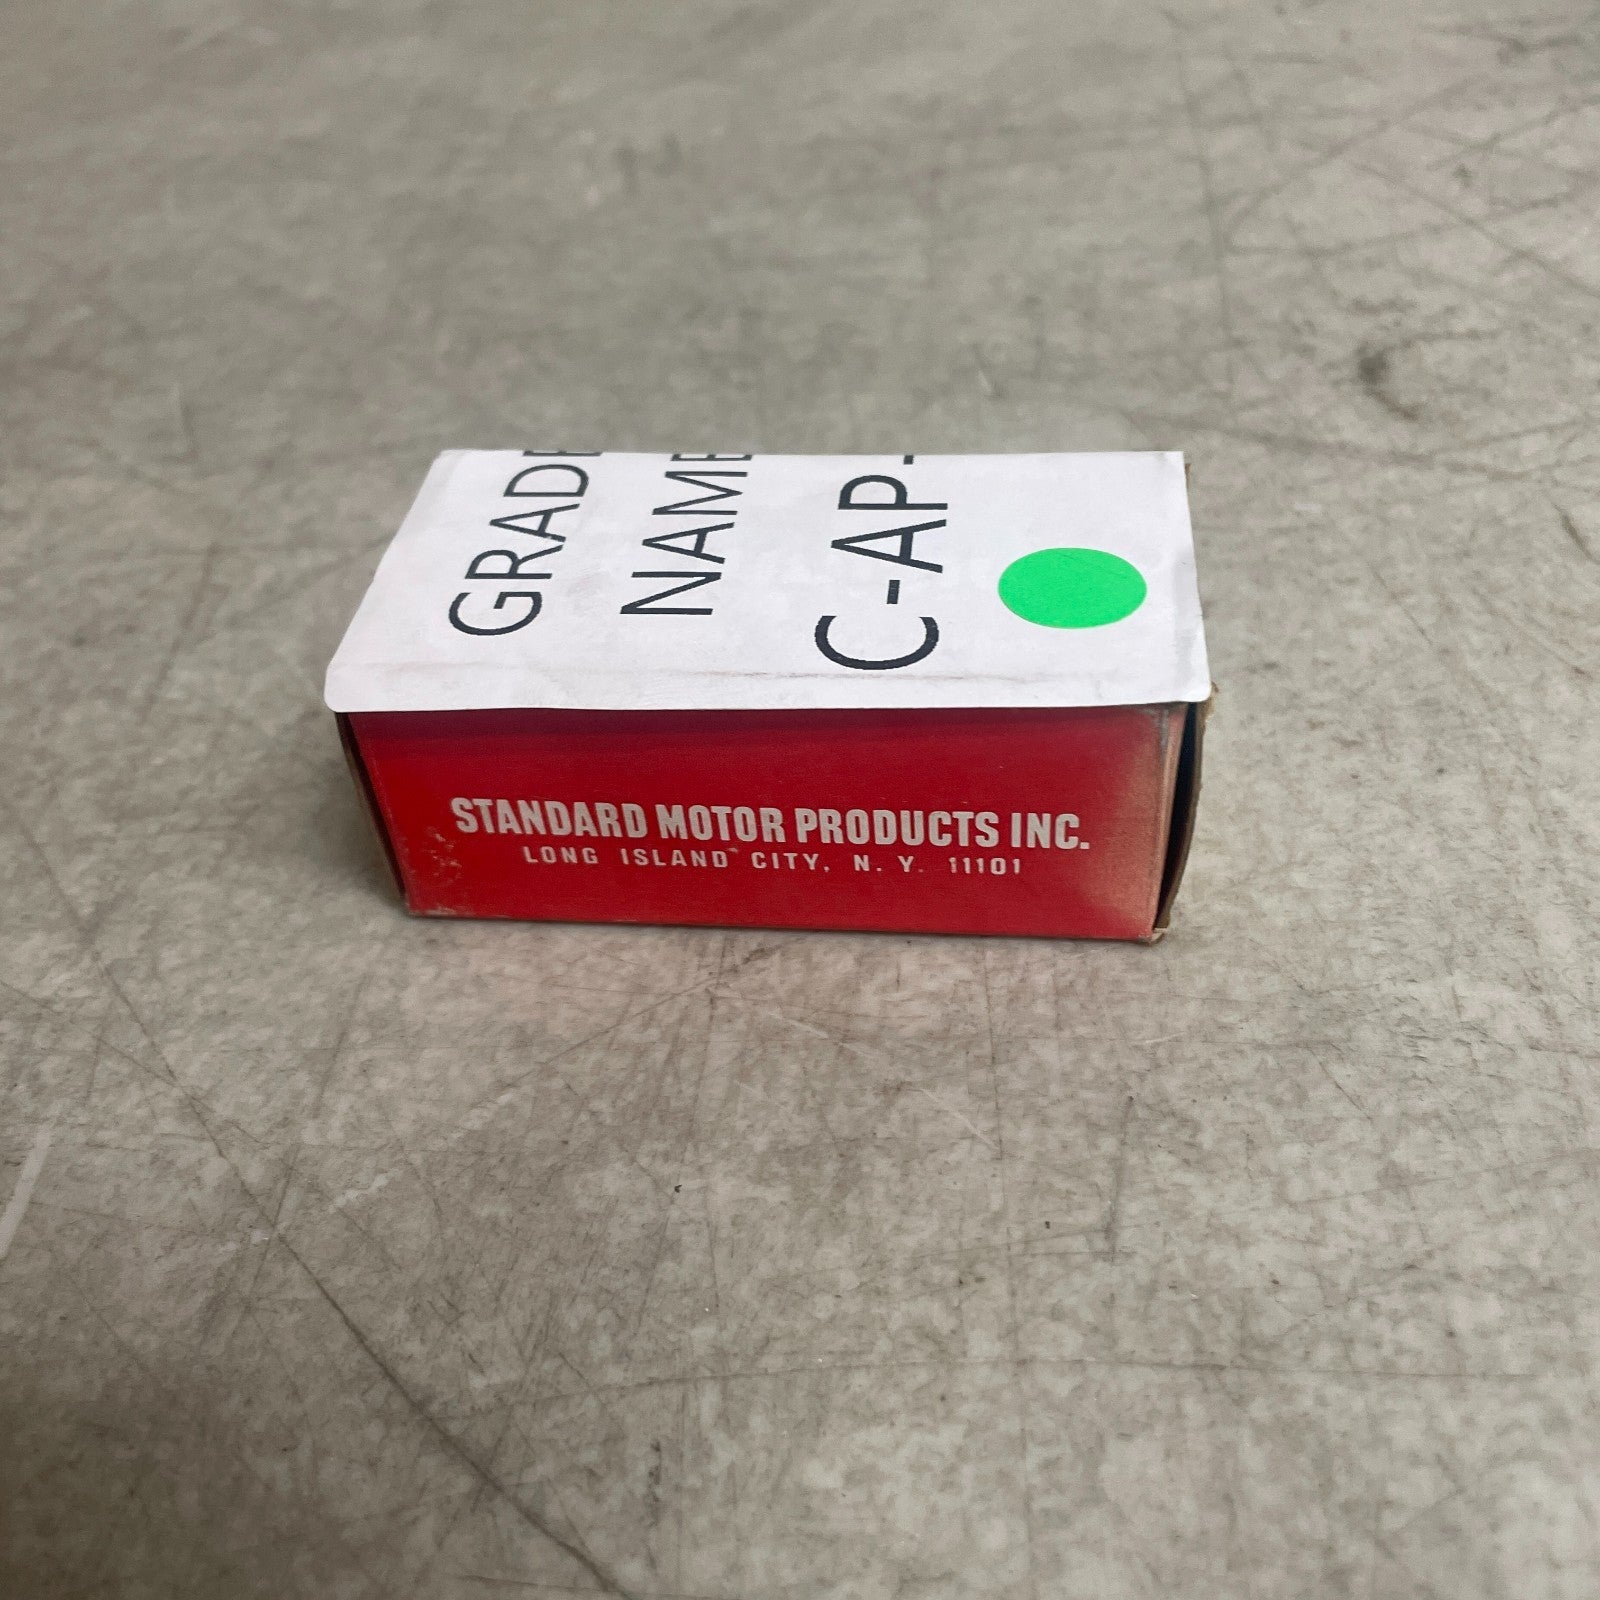 GRADE
NAME
C-AP-
STANDARD MOTOR PRODUCTS INC.
LONG ISLAND CITY, N. Y. 11101